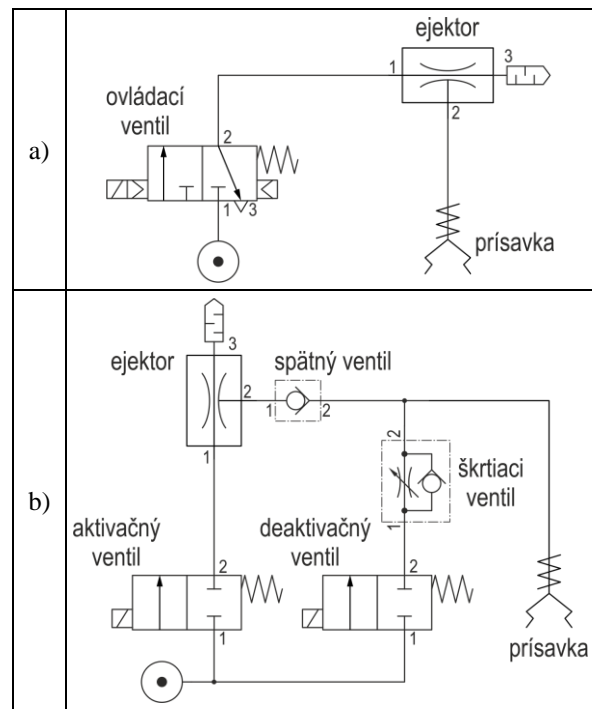 a)
ejektor
1
3
2
ovládací
ventil
2
1
3
prísavka
b)
3
ejektor
spätný ventil
2
1
2
1
2
škrtiaci
ventil
1
aktivačný
ventil
deaktivačný
ventil
2
2
1
1
prísavka